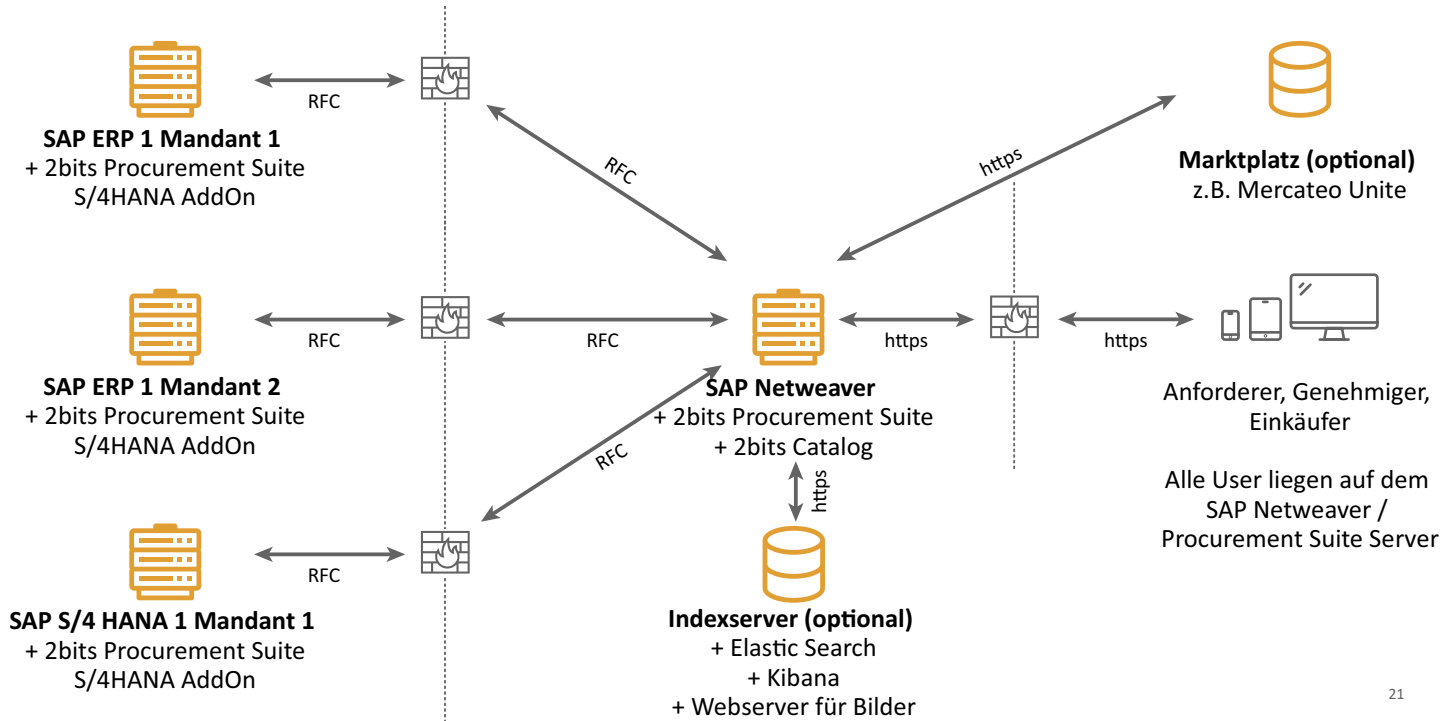 RFC
SAP ERP 1 Mandant 1
+ 2bits Procurement Suite
S/4HANA AddOn
RFC
https
Marktplatz (optional)
z.B. Mercateo Unite
RFC
SAP ERP 1 Mandant 2
+ 2bits Procurement Suite
S/4HANA AddOn
RFC
https
https
SAP Netweaver
+ 2bits Procurement Suite
+ 2bits Catalog
Anforderer, Genehmiger,
Einkäufer
Alle User liegen auf dem
SAP Netweaver /
Procurement Suite Server
RFC
https
RFC
SAP S/4 HANA 1 Mandant 1
+ 2bits Procurement Suite
S/4HANA AddOn
Indexserver (optional)
+ Elastic Search
+ Kibana
+ Webserver für Bilder
21